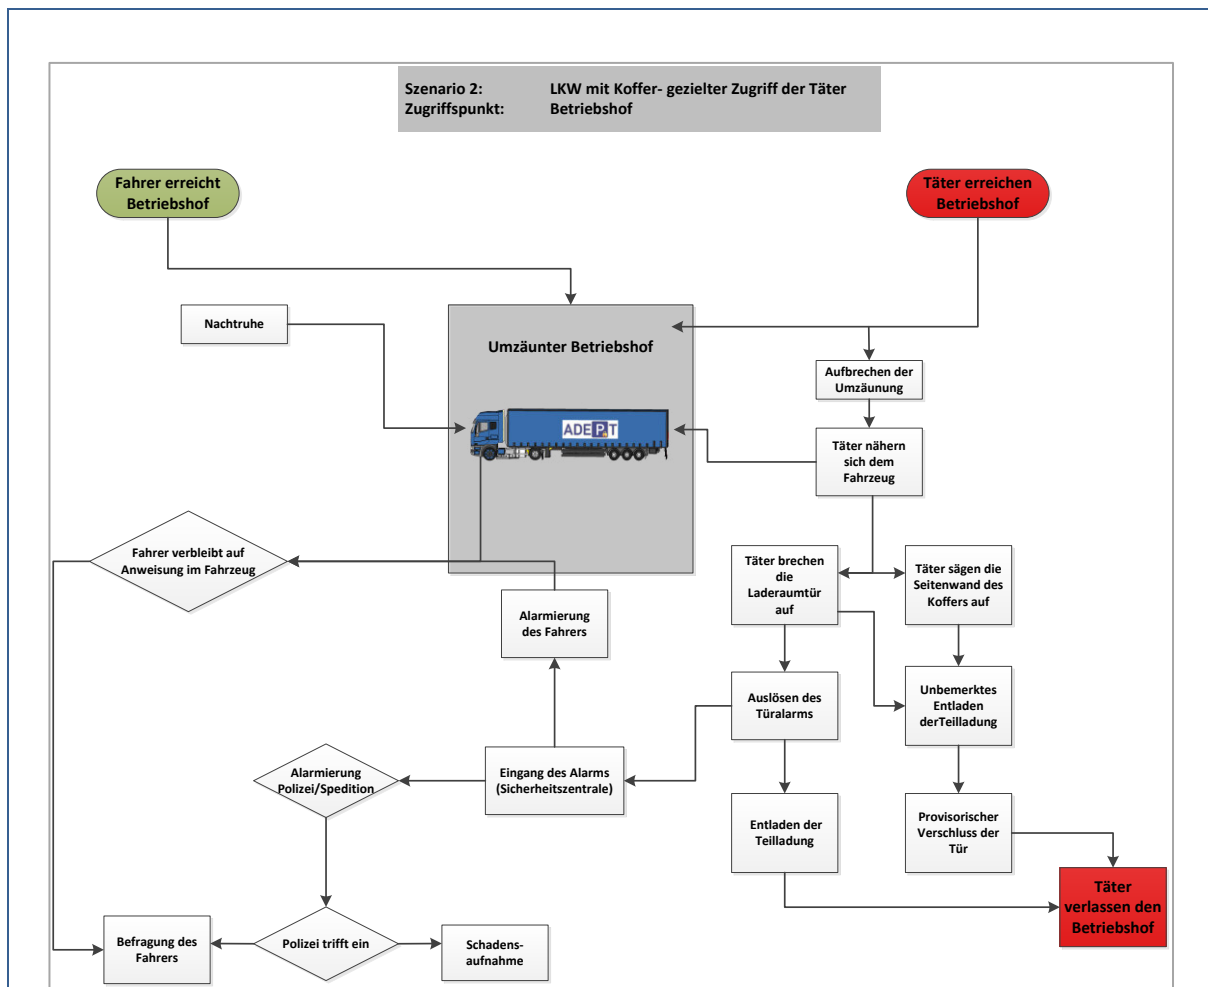 Szenario 2: LKW mit Koffer- gezielter Zugriff der Täter
Zugriffspunkt: Betriebshof
Fahrer erreicht
Betriebshof
Täter erreichen
Betriebshof
Nachtruhe
Umzäunter Betriebshof
Aufbrechen der
Umzäunung
ADEPT
Täter nähern
sich dem
Fahrzeug
Fahrer verbleibt auf
Anweisung im Fahrzeug
Täter brechen
die
Laderaumtür
auf
Täter sägen die
Seitenwand des
Koffers auf
Alarmierung
des Fahrers
Auslösen des
Türalarms
Unbemerktes
Entladen
derTeilladung
Alarmierung
Polizei/Spedition
Eingang des Alarms
(Sicherheitszentrale)
Entladen der
Teilladung
Provisorischer
Verschluss der
Tür
Täter
verlassen den
Betriebshof
Befragung des
Fahrers
Polizei trifft ein
Schadens-
aufnahme